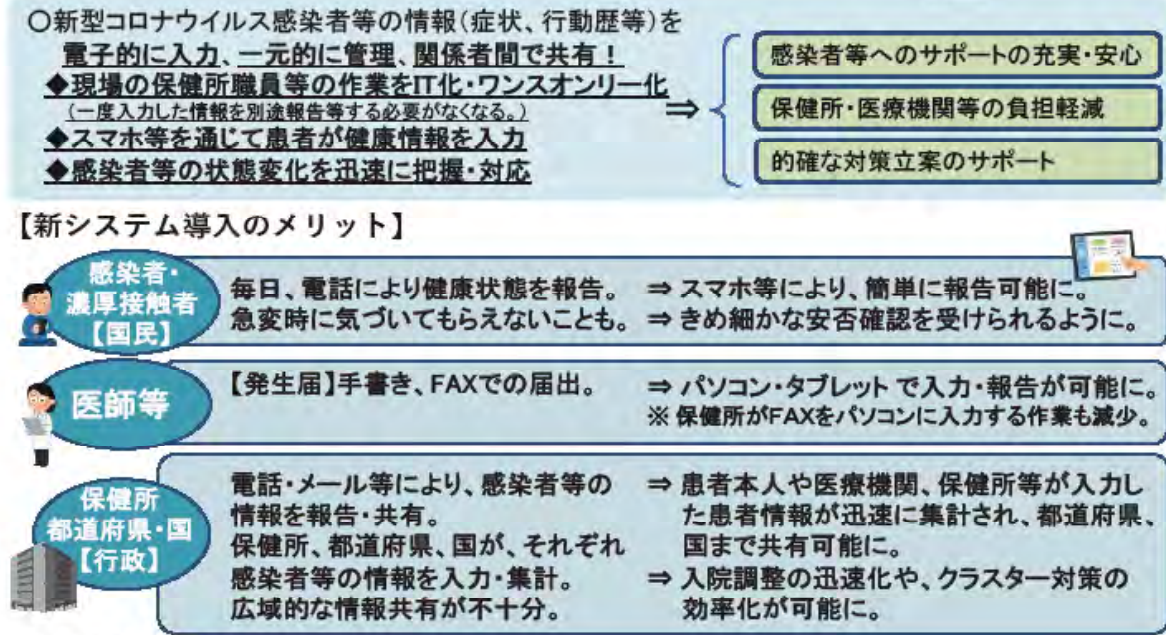 〇新型コロナウイルス感染者等の情報(症状、行動歴等)を
電子的に入力、一元的に管理、関係者間で共有!
◆現場の保健所職員等の作業をIT化・ワンスオンリー化
(一度入力した情報を別途報告等する必要がなくなる。)
◆スマホ等を通じて患者が健康情報を入力
◆感染者等の状態変化を迅速に把握・対応
⇒
感染者等へのサポートの充実・安心
保健所・医療機関等の負担軽減
的確な対策立案のサポート
【新システム導入のメリット】
感染者・
濃厚接触者
【国民】
毎日、電話により健康状態を報告。
急変時に気づいてもらえないことも。
⇒ スマホ等により、簡単に報告可能に。
⇒ きめ細かな安否確認を受けられるように。
医師等
【発生届】手書き、FAXでの届出。
⇒ パソコン・タブレット で入力・報告が可能に。
※ 保健所がFAXをパソコンに入力する作業も減少。
保健所
都道府県・国
【行政】
電話・メール等により、感染者等の
情報を報告・共有。
保健所、都道府県、国が、それぞれ
感染者等の情報を入力・集計。
広域的な情報共有が不十分。
⇒ 患者本人や医療機関、保健所等が入力し
た患者情報が迅速に集計され、都道府県、
国まで共有可能に。
⇒ 入院調整の迅速化や、クラスター対策の
効率化が可能に。